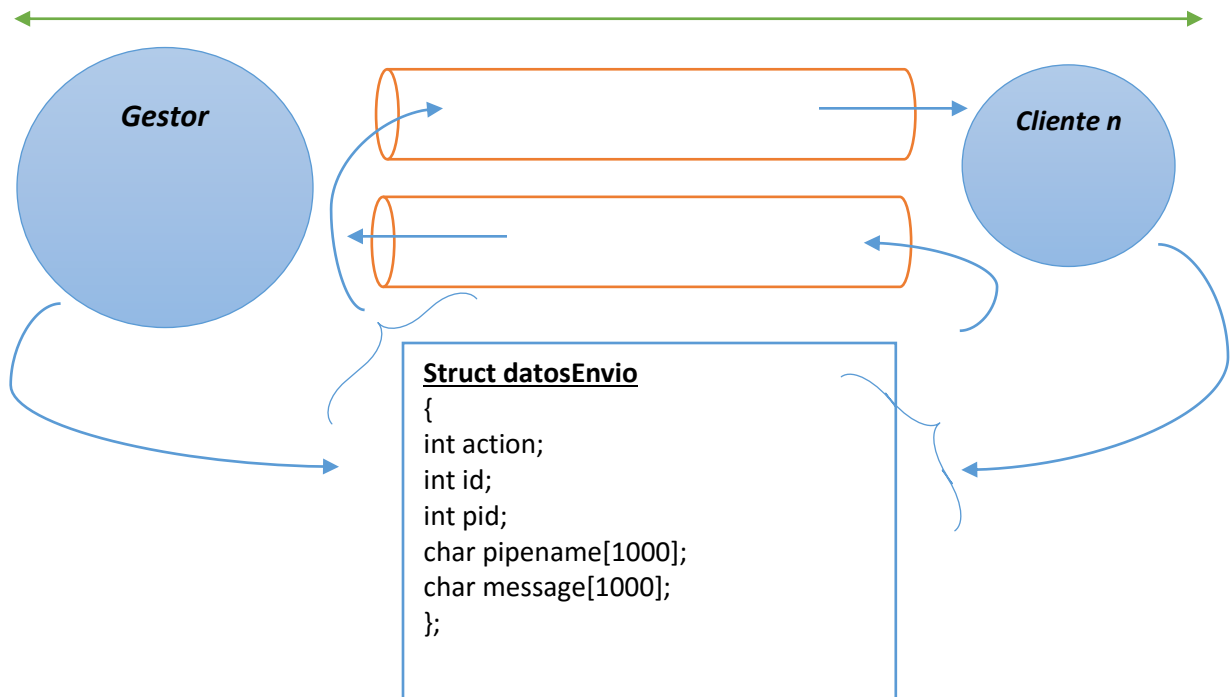 Gestor
Cliente n
Struct datosEnvio
{
int action;
int id;
int pid;
char pipename[1000];
char message[1000];
};